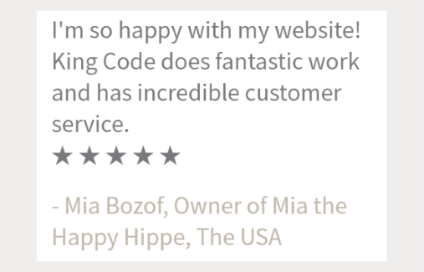 I'm so happy with my website!
King Code does fantastic work
and has incredible customer
service.
★ ★ ★ ★ ★
- Mia Bozof, Owner of Mia the
Happy Hippe, The USA